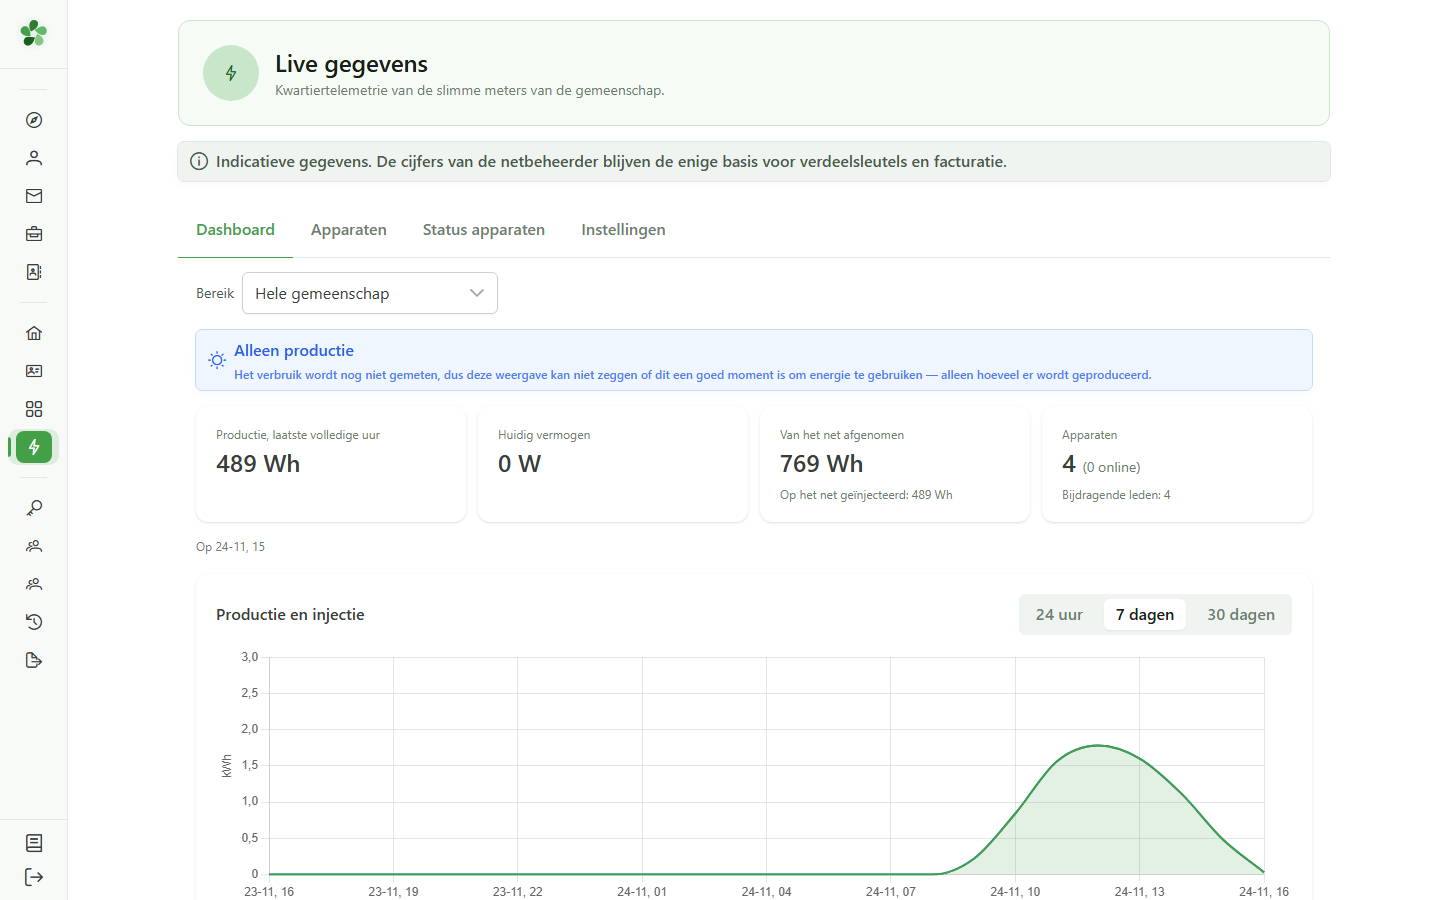 Live gegevens
Kwartiertelemetrie van de slimme meters van de gemeenschap.
Indicatieve gegevens. De cijfers van de netbeheerder blijven de enige basis voor verdeelsleutels en facturatie.
Dashboard
Apparaten
Status apparaten
Instellingen
Bereik
Hele gemeenschap
Alleen productie
Het verbruik wordt nog niet gemeten, dus deze weergave kan niet zeggen of dit een goed moment is om energie te gebruiken — alleen hoeveel er wordt geproduceerd.
Productie, laatste volledige uur
489 Wh
Huidig vermogen
0 W
Van het net afgenomen
769 Wh
Op het net geïnjecteerd: 489 Wh
Apparaten
4 (0 online)
Bijdragende leden: 4
Op 24-11, 15
Productie en injectie
24 uur
7 dagen
30 dagen
3,0
2,5
2,0
1,5
1,0
0,5
0
kWh
23-11, 16
23-11, 19
23-11, 22
24-11, 01
24-11, 04
24-11, 07
24-11, 10
24-11, 13
24-11, 16